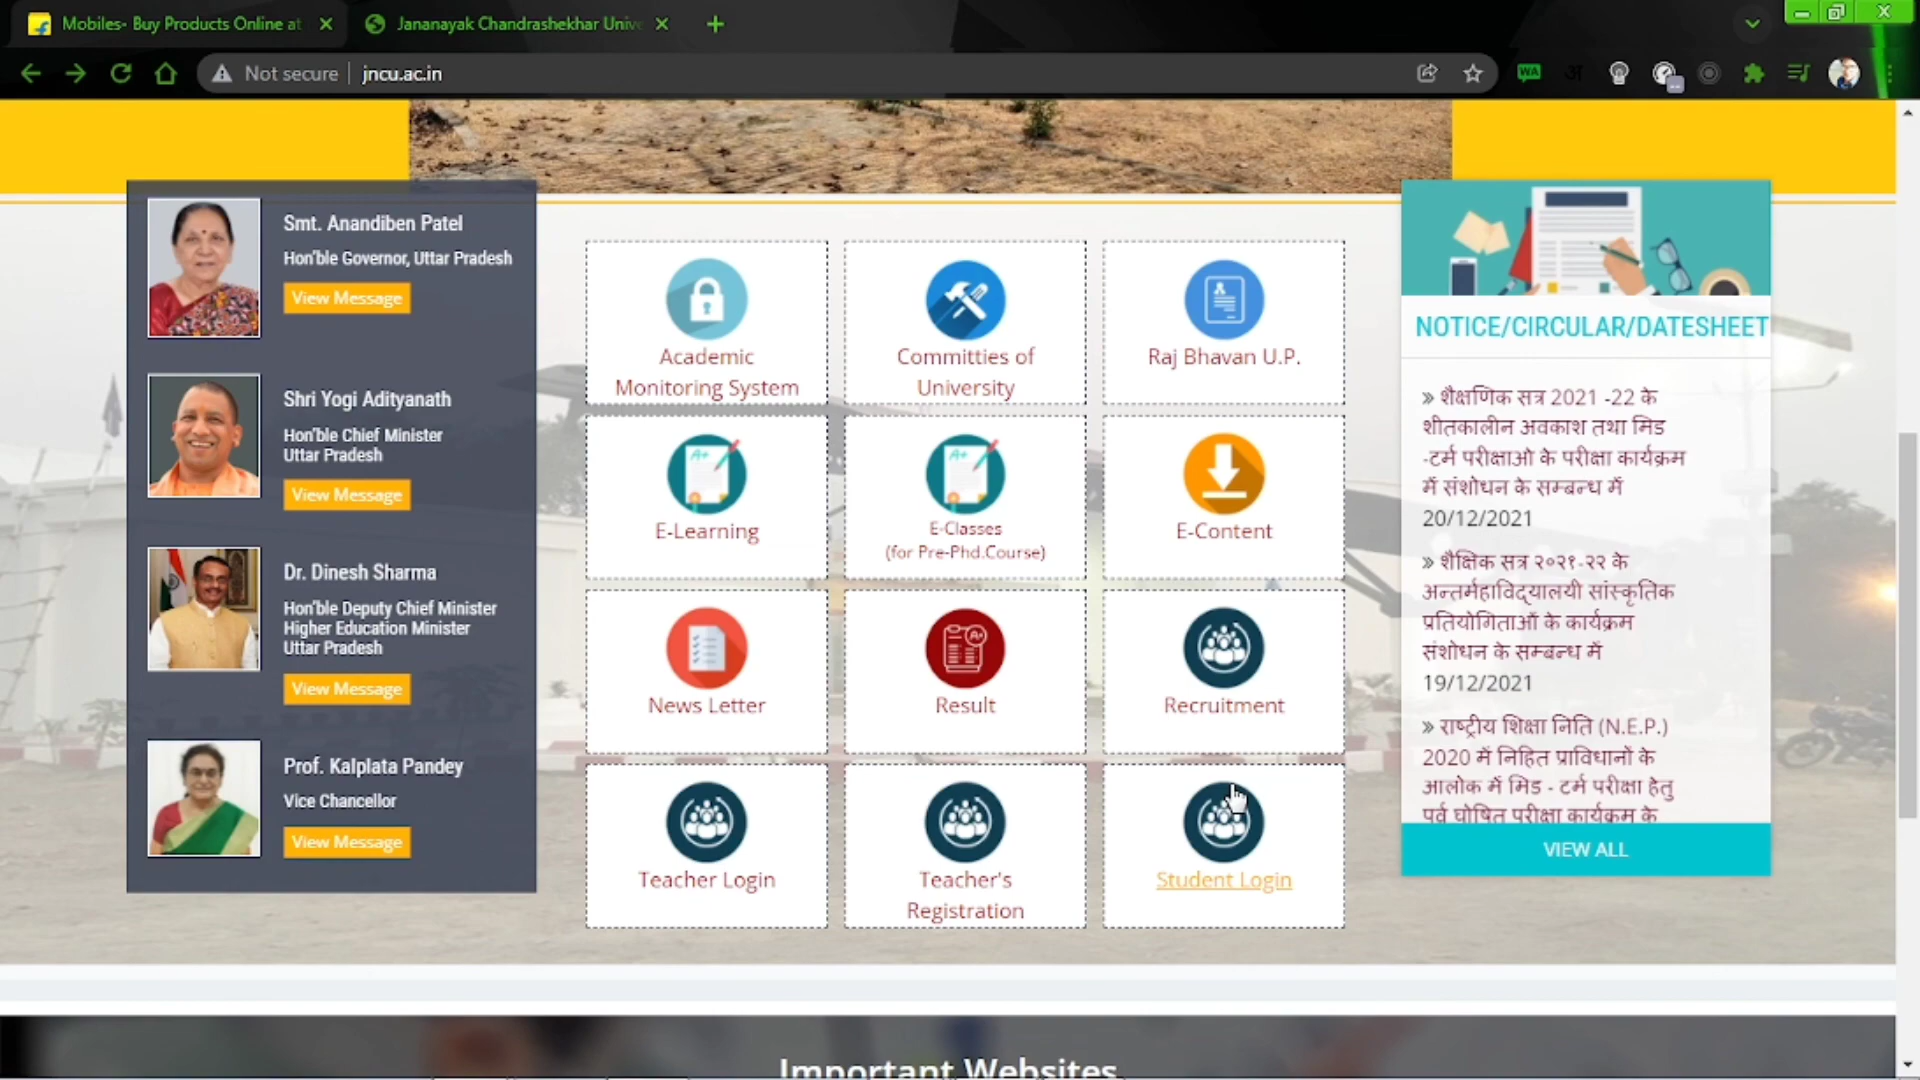 Mobiles- Buy Products Online at
Jananayak Chandrashekhar Unive
Not secure
jncu.ac.in
WA
Smt. Anandiben Patel
Hon'ble Governor, Uttar Pradesh
View Message
Shri Yogi Adityanath
Hon'ble Chief Minister
Uttar Pradesh
View Message
Dr. Dinesh Sharma
Hon'ble Deputy Chief Minister
Higher Education Minister
Uttar Pradesh
View Message
Prof. Kalplata Pandey
Vice Chancellor
View Message
Academic
Monitoring System
Committies of
University
Raj Bhavan U.P.
E-Learning
E-Classes
(for Pre-Phd.Course)
E-Content
News Letter
Result
Recruitment
Teacher Login
Teacher's
Registration
Student Login
NOTICE/CIRCULAR/DATESHEET
» शैक्षणिक सत्र 2021 -22 के
शीतकालीन अवकाश तथा मिड
-टर्म परीक्षाओ के परीक्षा कार्यक्रम
में संशोधन के सम्बन्ध में
20/12/2021
» शैक्षिक सत्र २०२१-२२ के
अन्तर्महाविद्यालयी सांस्कृतिक
प्रतियोगिताओं के कार्यक्रम
संशोधन के सम्बन्ध में
19/12/2021
» राष्ट्रीय शिक्षा निति (N.E.P.)
2020 में निहित प्राविधानों के
आलोक में मिड - टर्म परीक्षा हेतु
पूर्व घोषित परीक्षा कार्यक्रम के
VIEW ALL
Important Websites